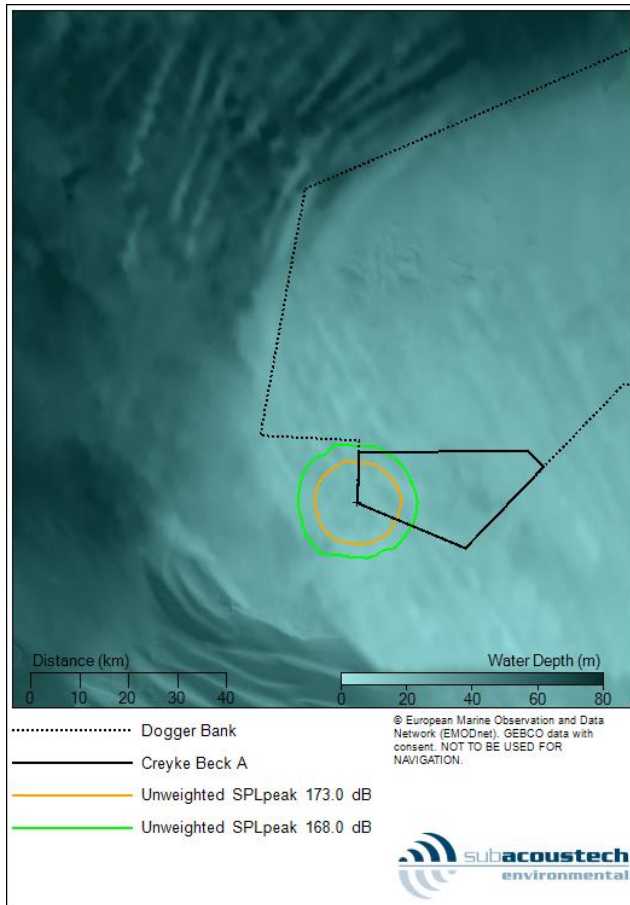 Distance (km)
0 10 20 30 40
Water Depth (m)
0 20 40 60 80
Dogger Bank
Creyke Beck A
Unweighted SPLpeak 173.0 dB
Unweighted SPLpeak 168.0 dB
© European Marine Observation and Data
Network (EMODnet). GEBCO data with
consent. NOT TO BE USED FOR
NAVIGATION.
subacoustech
environmental